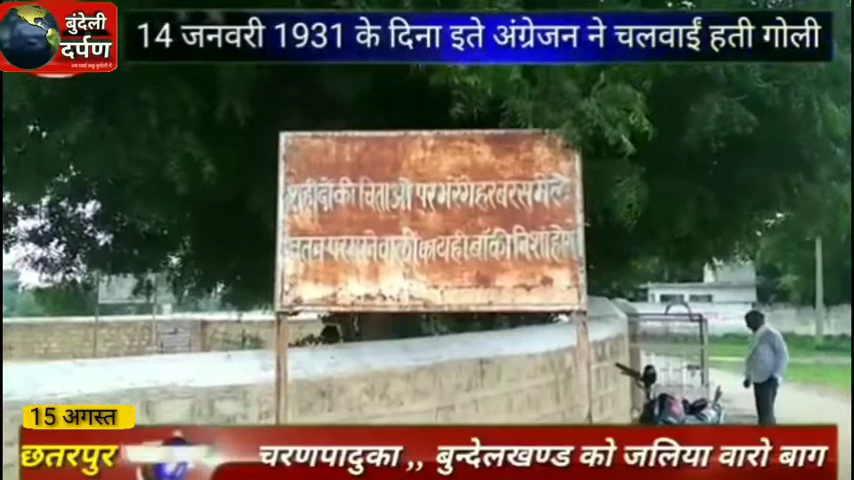 बुंदेली
दर्पण
14 जनवरी 1931 के दिना इते अंग्रेजन ने चलवाईं हती गोली
शहीदों की चिताओं पर भरेंगे हर बरस मेले
वतन पर मरने वालों का यही बाँकी निशाँ होगा
15 अगस्त
छतरपुर
चरणपादुका ,, बुन्देलखण्ड को जलिया वारो बाग